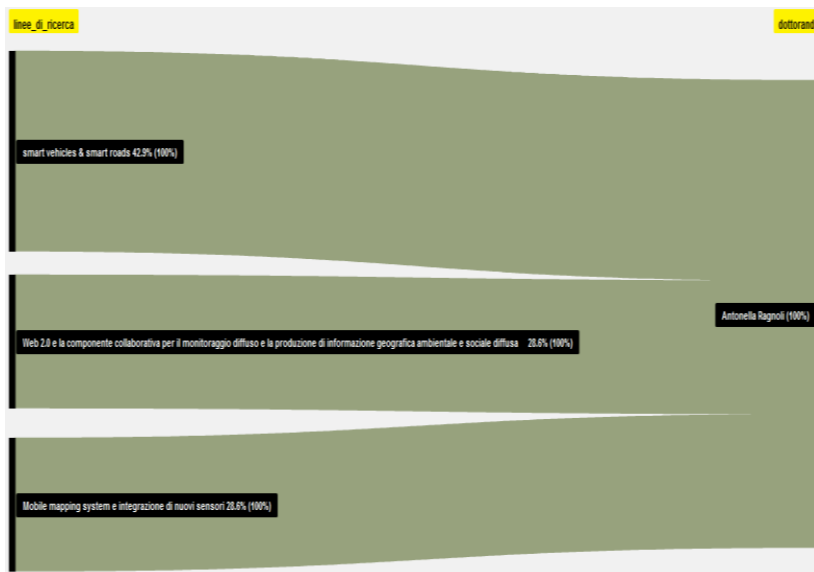 linee_di_ricerca
dottorand
smart vehicles & smart roads 42.9% (100%)
Antonella Ragnoli (100%)
Web 2.0 e la componente collaborativa per il monitoraggio diffuso e la produzione di informazione geografica ambientale e sociale diffusa 28.6% (100%)
Mobile mapping system e integrazione di nuovi sensori 28.6% (100%)